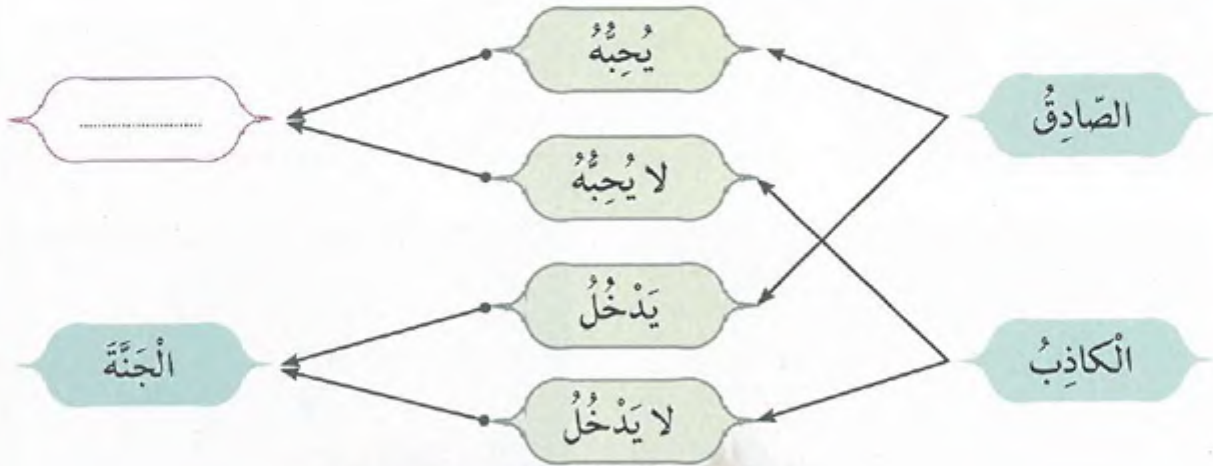 الصّادِقُ
الْكاذِبُ
يُحِبُّهُ
لا يُحِبُّهُ
يَدْخُلُ
لا يَدْخُلُ
.........................
الْجَنَّةَ